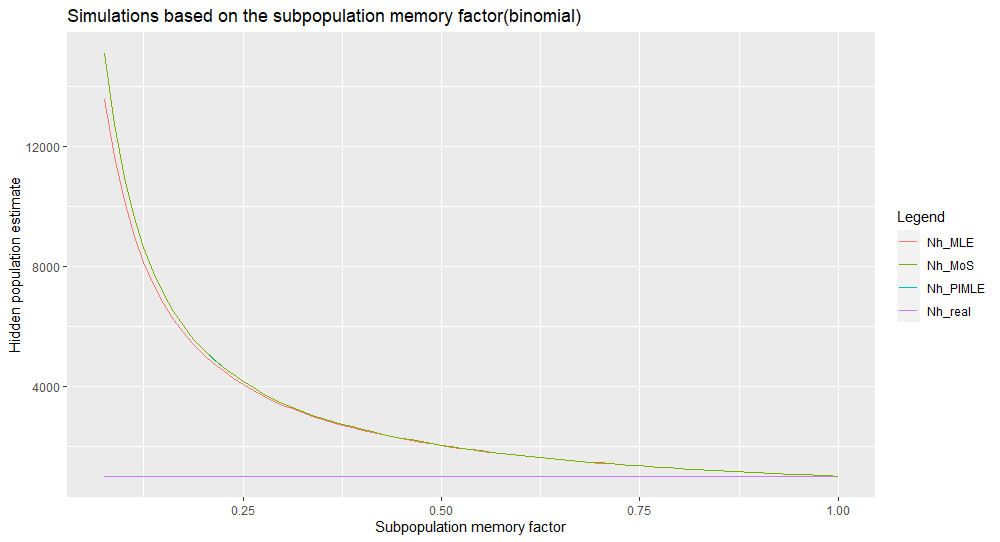 Simulations based on the subpopulation memory factor(binomial)
Hidden population estimate
12000
8000
4000
0.25
0.50
0.75
1.00
Subpopulation memory factor
Legend
Nh_MLE
Nh_MoS
Nh_PIMLE
Nh_real